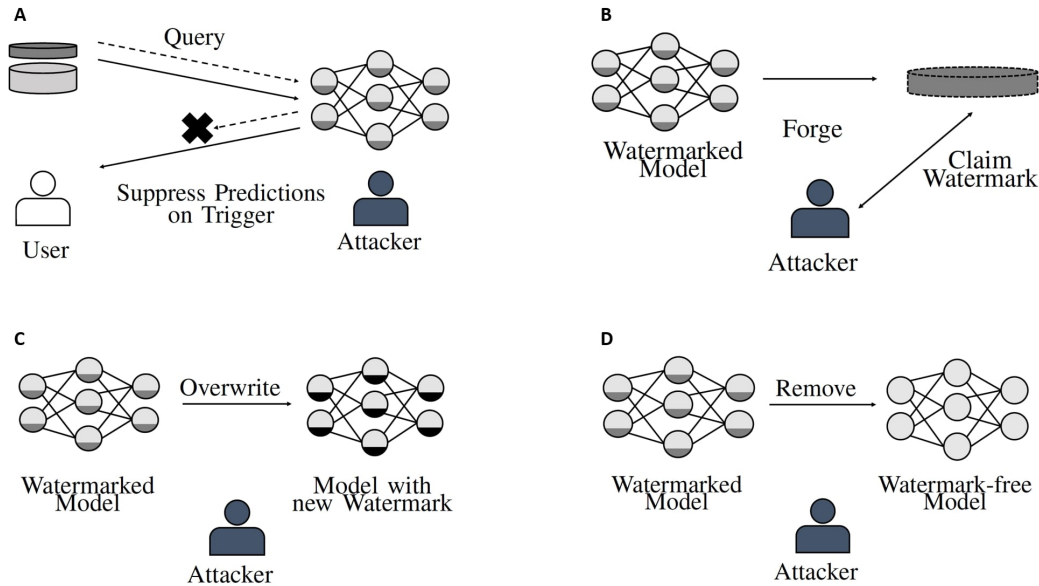 A
Query
Suppress Predictions
on Trigger
User
Attacker
B
Watermarked
Model
Forge
Claim
Watermark
Attacker
C
Overwrite
Watermarked
Model
Model with
new Watermark
Attacker
D
Remove
Watermarked
Model
Watermark-free
Model
Attacker